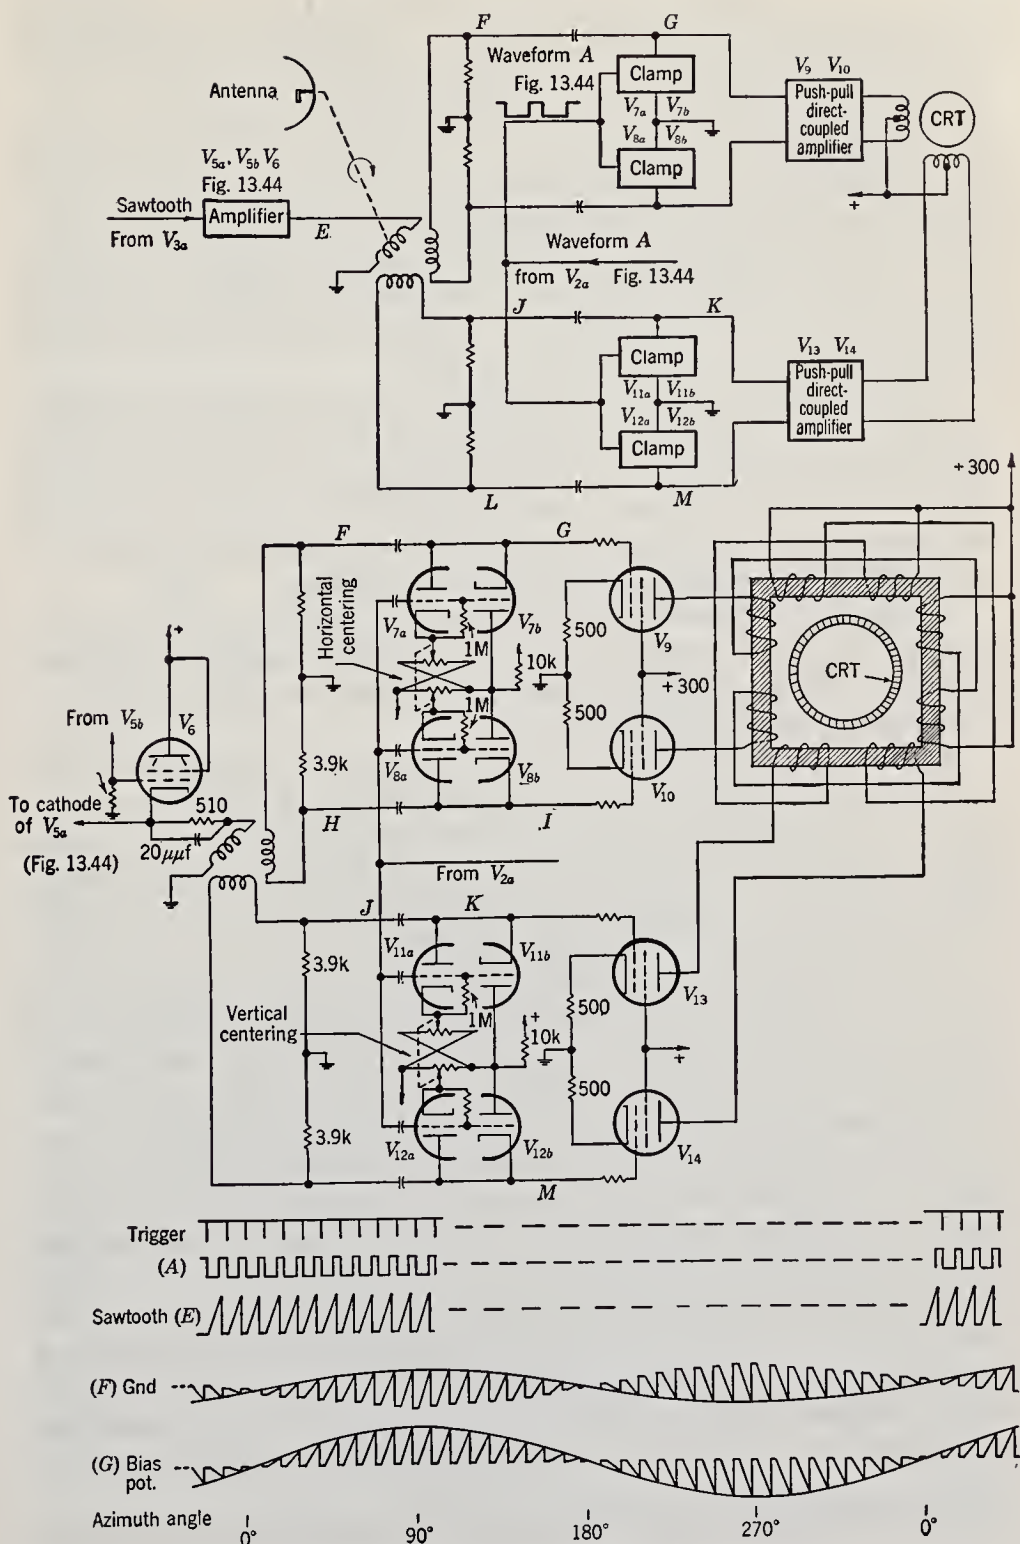 F
G
Waveform A
Fig. 13.44
Clamp
V7a V7b
V8a V8b
Clamp
V9 V10
Push-pull
direct-
coupled
amplifier
CRT
+
Antenna
V5a, V5b V6
Fig. 13.44
Sawtooth
Amplifier
From V3a
E
Waveform A
from V2a Fig. 13.44
J
K
Clamp
V11a V11b
V12a V12b
Clamp
V13 V14
Push-pull
direct-
coupled
amplifier
L
M
+300
F
G
Horizontal
centering
V7a
V7b
1M
10k
500
V9
+300
CRT
1M
500
V8a
V8b
V10
+
From V5b
V6
3.9k
To cathode
of V5a
510
(Fig. 13.44)
20μμf
H
I
From V2a
J
K
V11a
V11b
3.9k
1M
V13
Vertical
centering
+
10k
500
+
500
3.9k
V12a
V12b
V14
M
Trigger
(A)
Sawtooth (E)
(F) Gnd
(G) Bias
pot.
Azimuth angle
0° 90° 180° 270° 0°